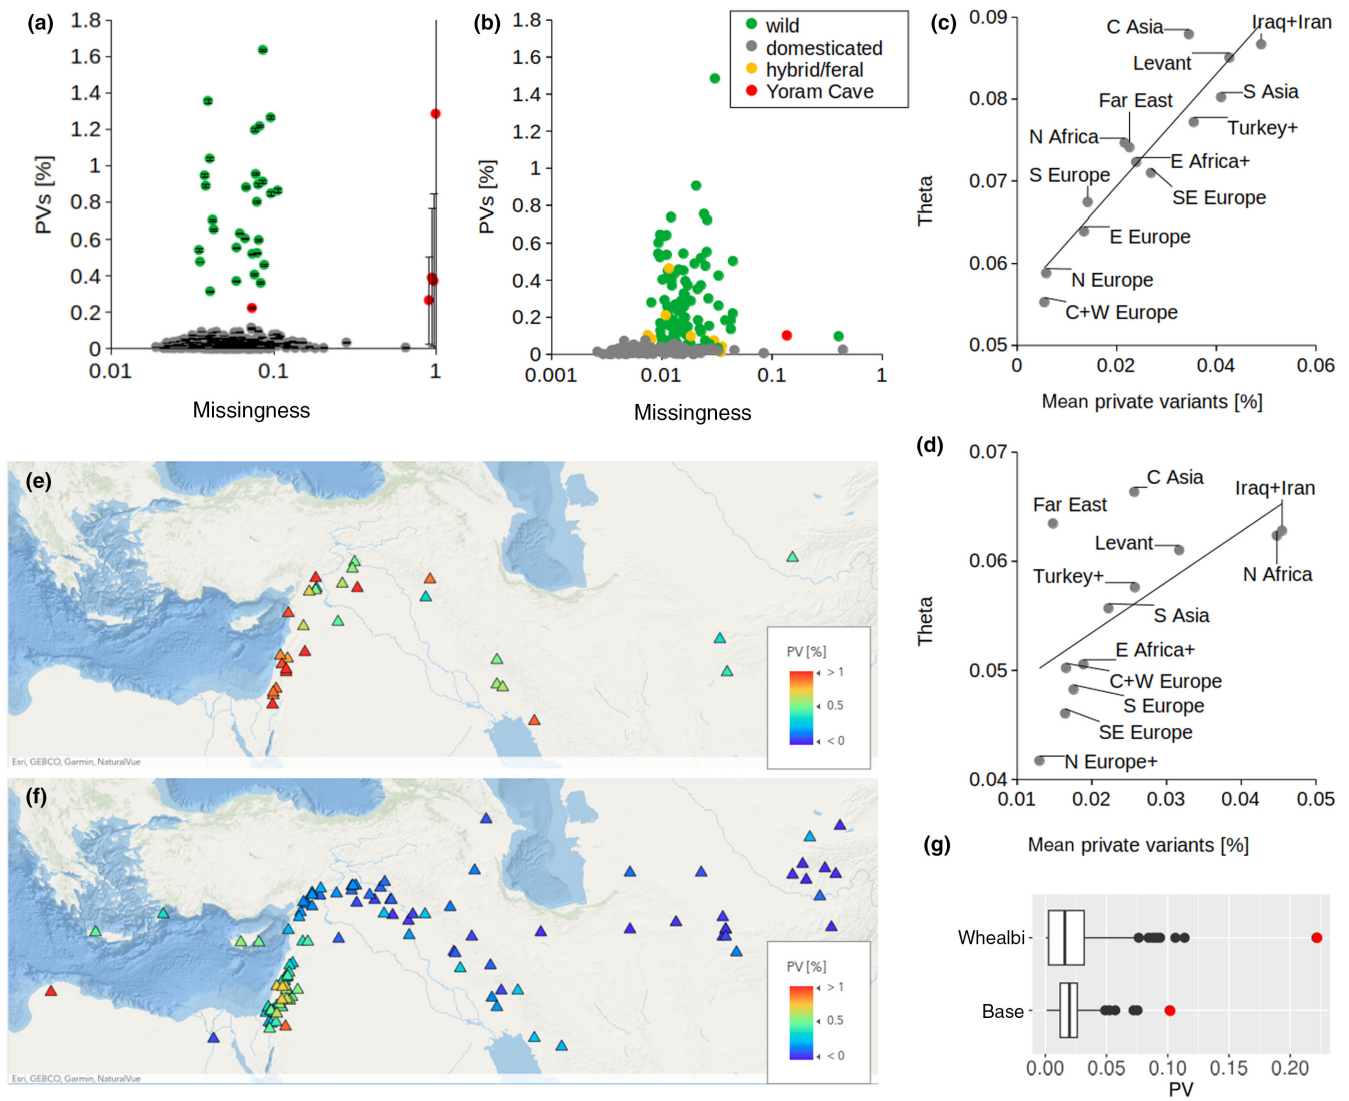 (a)
PVs [%]
1.8
1.6
1.4
1.2
1
0.8
0.6
0.4
0.2
0
0.01
0.1
1
Missingness
(b)
PVs [%]
1.8
1.6
1.4
1.2
1
0.8
0.6
0.4
0.2
0
0.001
0.01
0.1
1
Missingness
wild
domesticated
hybrid/feral
Yoram Cave
(c)
Theta
0.09
0.08
0.07
0.06
0.05
0
0.02
0.04
0.06
Mean private variants [%]
C Asia
Iraq+Iran
Levant
S Asia
Far East
Turkey+
N Africa
E Africa+
S Europe
SE Europe
E Europe
N Europe
C+W Europe
(d)
Theta
0.07
0.06
0.05
0.04
0.01
0.02
0.03
0.04
0.05
Mean private variants [%]
C Asia
Iraq+Iran
Far East
Levant
N Africa
Turkey+
S Asia
E Africa+
C+W Europe
S Europe
SE Europe
N Europe+
(e)
PV [%]
> 1
0.5
< 0
Esri, GEBCO, Garmin, NaturalVue
(f)
PV [%]
> 1
0.5
< 0
Esri, GEBCO, Garmin, NaturalVue
(g)
Whealbi
Base
0.00
0.05
0.10
0.15
0.20
PV